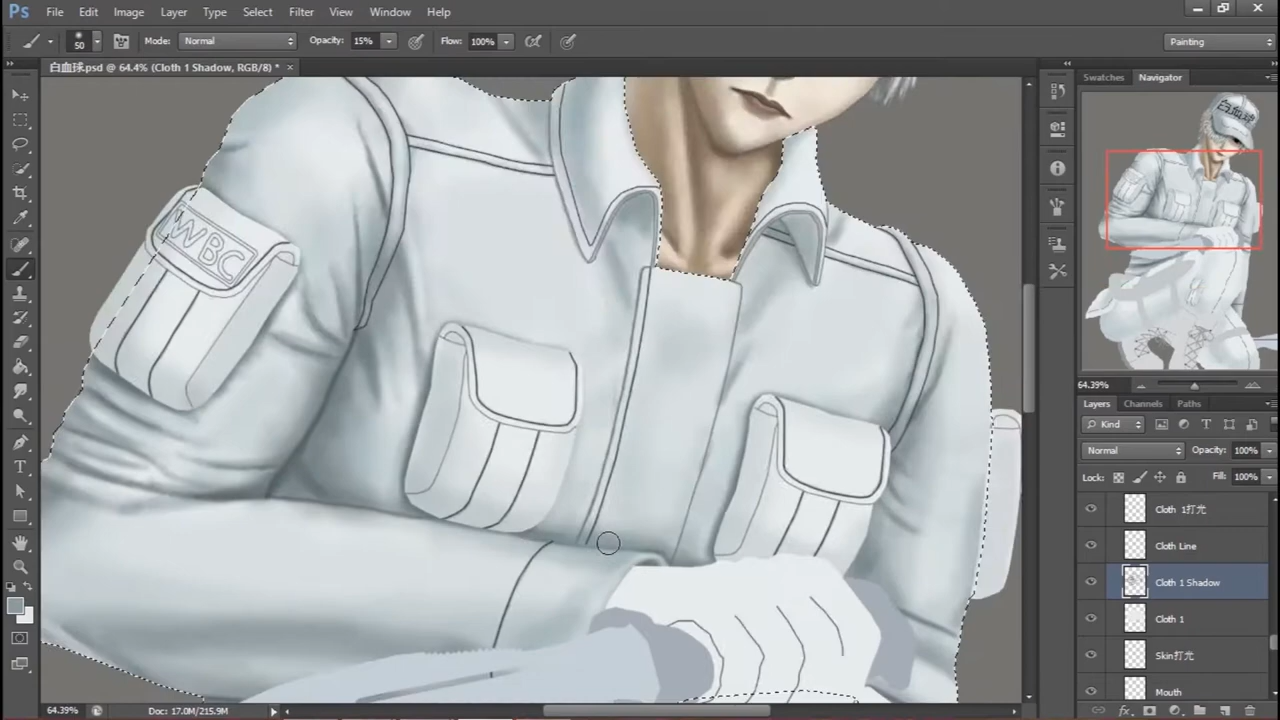 Ps File Edit Image Layer Type Select Filter View Window Help
50 Mode: Normal Opacity: 15% Flow: 100% Painting
白血球.psd @ 64.4% (Cloth 1 Shadow, RGB/8) * ×
Swatches Navigator
白血球
WBC
64.39%
Layers Channels Paths
Kind
Normal Opacity: 100%
Lock: Fill: 100%
Cloth 1打光
Cloth Line
Cloth 1 Shadow
Cloth 1
Skin打光
Mouth
64.39% Doc: 17.0M/215.9M